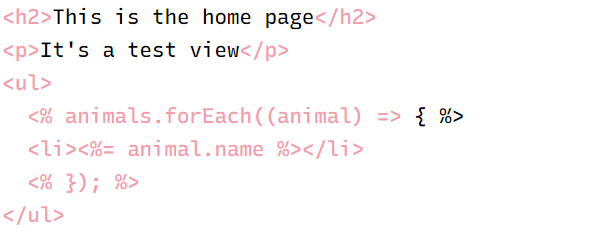 <h2>This is the home page</h2>
<p>It's a test view</p>
<ul>
  <% animals.forEach((animal) => { %>
  <li><%= animal.name %></li>
  <% }); %>
</ul>